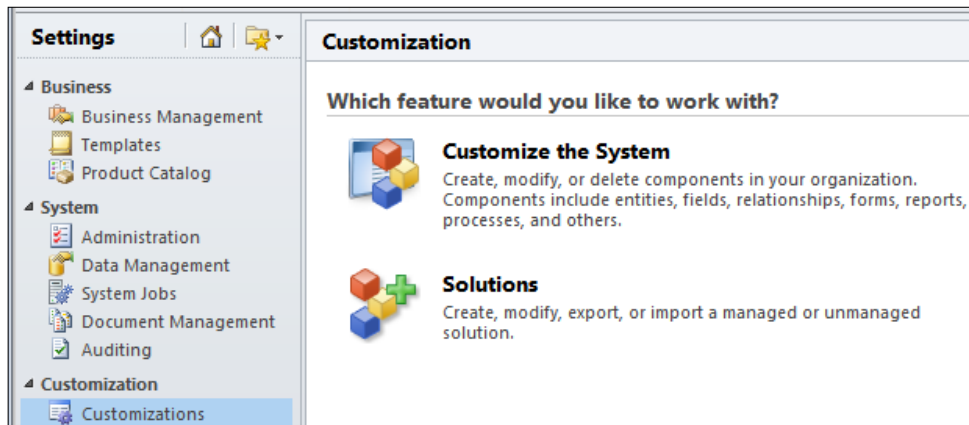 Settings
Business
Business Management
Templates
Product Catalog
System
Administration
Data Management
System Jobs
Document Management
Auditing
Customization
Customizations
Customization
Which feature would you like to work with?
Customize the System
Create, modify, or delete components in your organization.
Components include entities, fields, relationships, forms, reports,
processes, and others.
Solutions
Create, modify, export, or import a managed or unmanaged
solution.